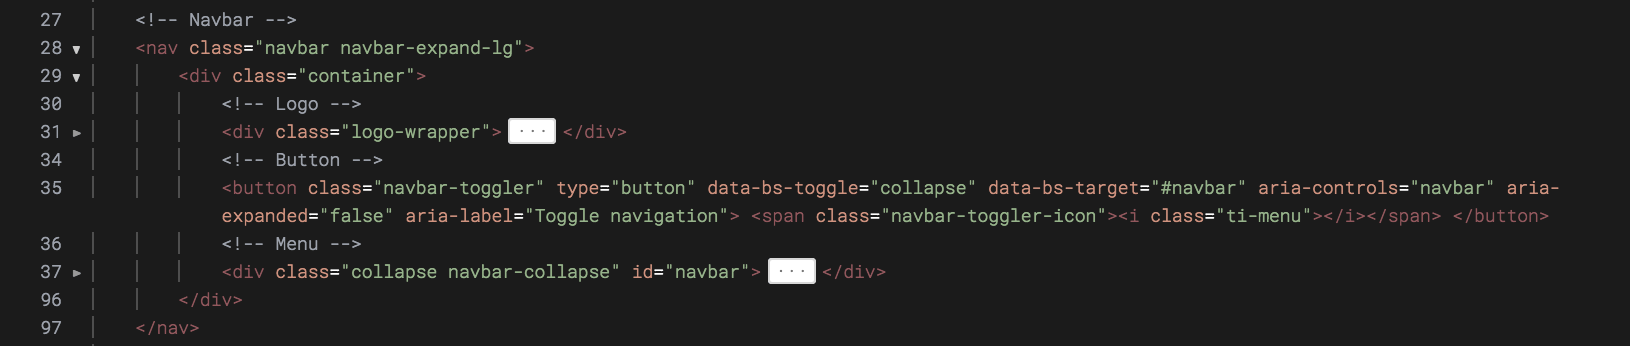 27 <!-- Navbar -->
28 <nav class="navbar navbar-expand-lg">
29 <div class="container">
30 <!-- Logo -->
31 <div class="logo-wrapper"> ··· </div>
34 <!-- Button -->
35 <button class="navbar-toggler" type="button" data-bs-toggle="collapse" data-bs-target="#navbar" aria-controls="navbar" aria-
expanded="false" aria-label="Toggle navigation"> <span class="navbar-toggler-icon"><i class="ti-menu"></i></span> </button>
36 <!-- Menu -->
37 <div class="collapse navbar-collapse" id="navbar"> ··· </div>
96 </div>
97 </nav>